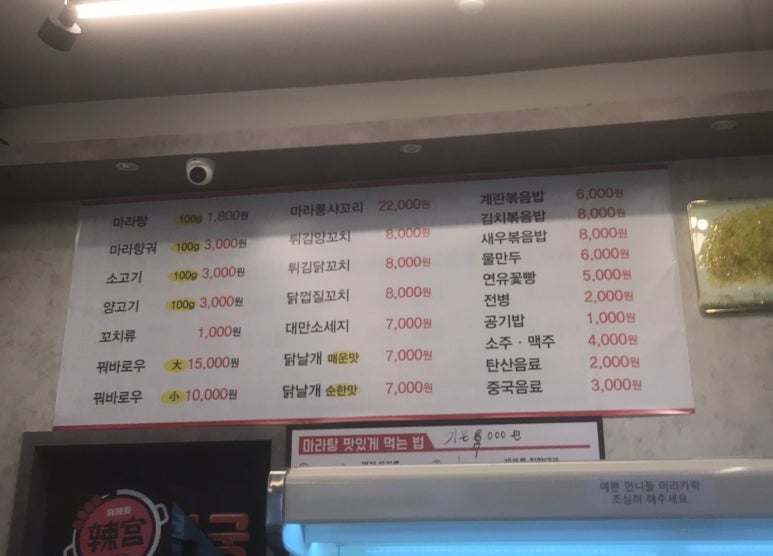 마라탕 100g 1,800원
마라향궈 100g 3,000원
소고기 100g 3,000원
양고기 100g 3,000원
꼬치류 1,000원
꿔바로우 大 15,000원
꿔바로우 小 10,000원
마라룽샤꼬리 22,000원
튀김양꼬치 8,000원
튀김닭꼬치 8,000원
닭껍질꼬치 8,000원
대만소세지 7,000원
닭날개 매운맛 7,000원
닭날개 순한맛 7,000원
계란볶음밥 6,000원
김치볶음밥 8,000원
새우볶음밥 8,000원
물만두 6,000원
연유꽃빵 5,000원
전병 2,000원
공기밥 1,000원
소주 · 맥주 4,000원
탄산음료 2,000원
중국음료 3,000원
마라탕 맛있게 먹는 법
예쁜 언니들 머리카락
조심히 해주세요.
辣宫